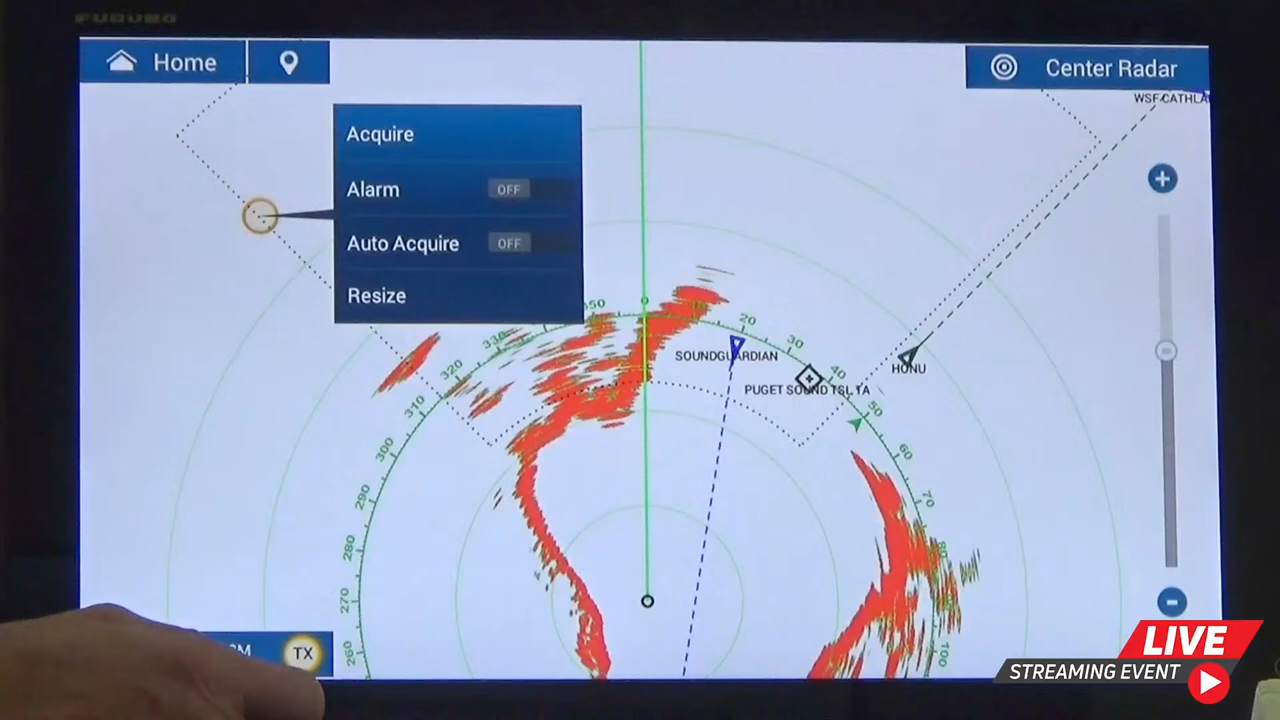 FURUNO
Home
Center Radar
WSF CATHLA
Acquire
Alarm OFF
Auto Acquire OFF
Resize
350 0 10 20 30 40 50 60 70 80 100
330 320 310 300 290 280 270 260
SOUNDGUARDIAN
HONU
PUGET SOUND TSL TA
TX
LIVE
STREAMING EVENT